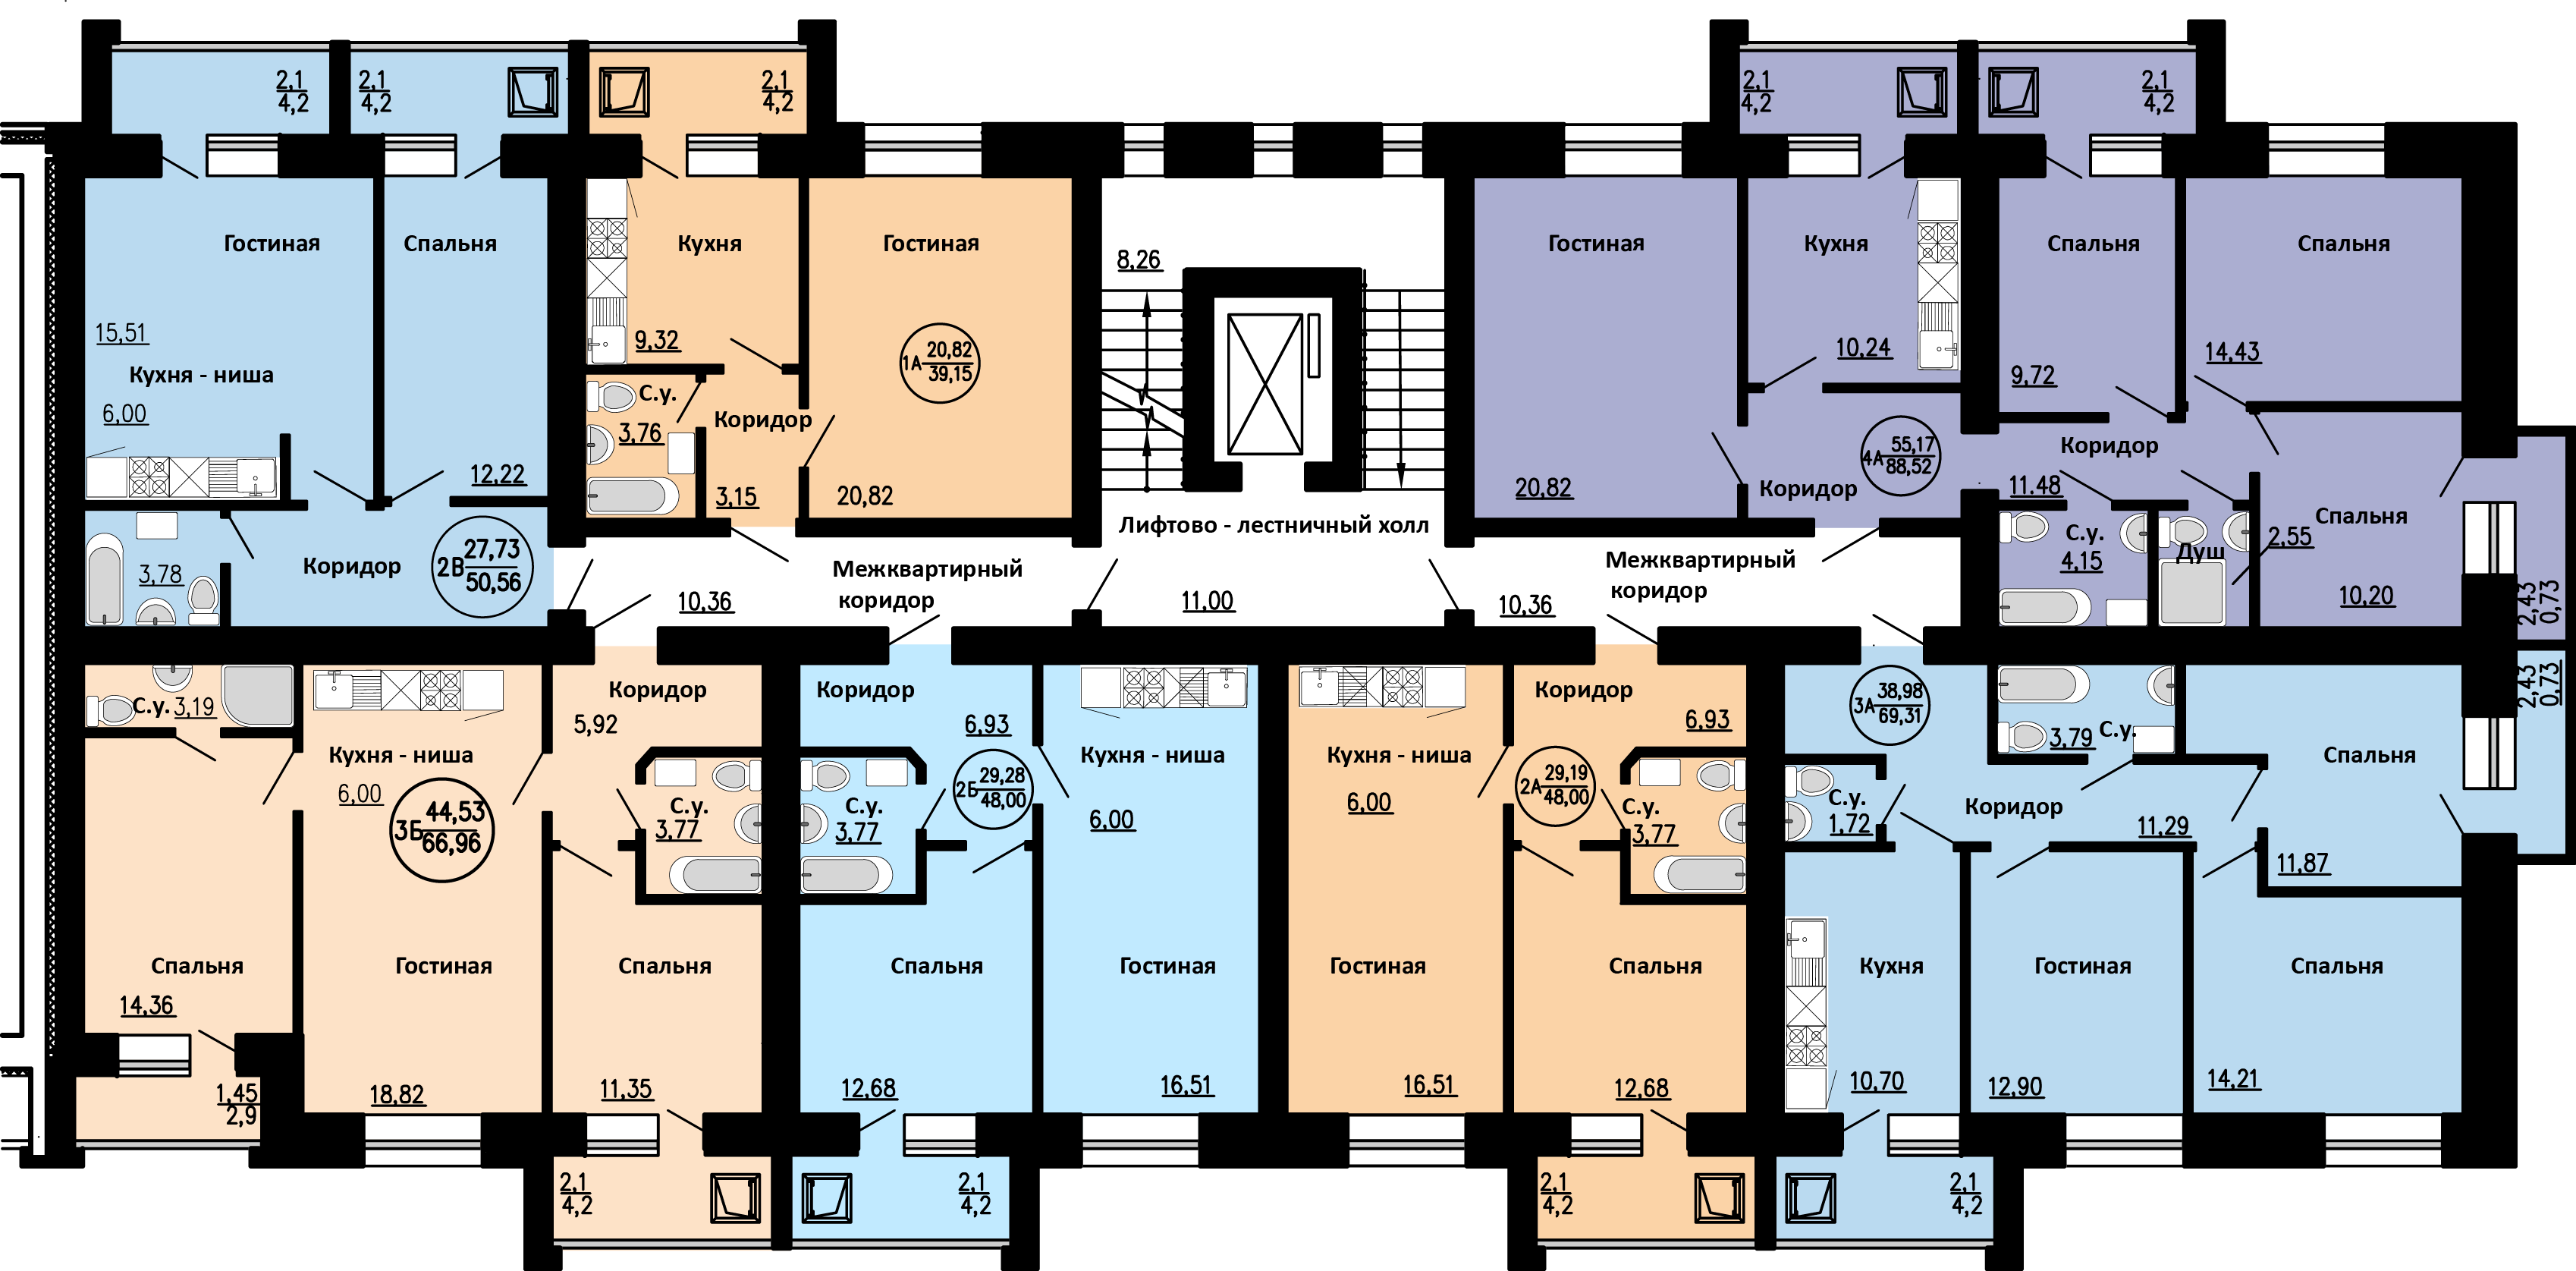 2,1
4,2
2,1
4,2
2,1
4,2
2,1
4,2
2,1
4,2
Гостиная
Спальня
Кухня
Гостиная
8,26
Гостиная
Кухня
Спальня
Спальня
15,51
9,32
1А 20,82
39,15
10,24
9,72
14,43
Кухня - ниша
6,00
С.у.
3,76
Коридор
12,22
3,15
20,82
20,82
Коридор
4А 55,17
88,52
Коридор
11.48
Лифтово - лестничный холл
Спальня
3,78
Коридор
2В 27,73
50,56
10,36
Межквартирный
коридор
11,00
10,36
Межквартирный
коридор
С.у.
4,15
Душ
2,55
10,20
2,43
0,73
С.у. 3,19
Коридор
5,92
Коридор
6,93
Коридор
6,93
3А 38,98
69,31
3,79
С.у.
2,43
0,73
Кухня - ниша
6,00
3Б 44,53
66,96
С.у.
3,77
С.у.
3,77
2Б 29,28
48,00
Кухня - ниша
6,00
Кухня - ниша
6,00
2А 29,19
48,00
С.у.
3,77
С.у.
1,72
Коридор
11,29
Спальня
11,87
Спальня
14,36
Гостиная
Спальня
Спальня
Гостиная
Гостиная
Спальня
Кухня
Гостиная
Спальня
1,45
2,9
18,82
11,35
12,68
16,51
16,51
12,68
10,70
12,90
14,21
2,1
4,2
2,1
4,2
2,1
4,2
2,1
4,2